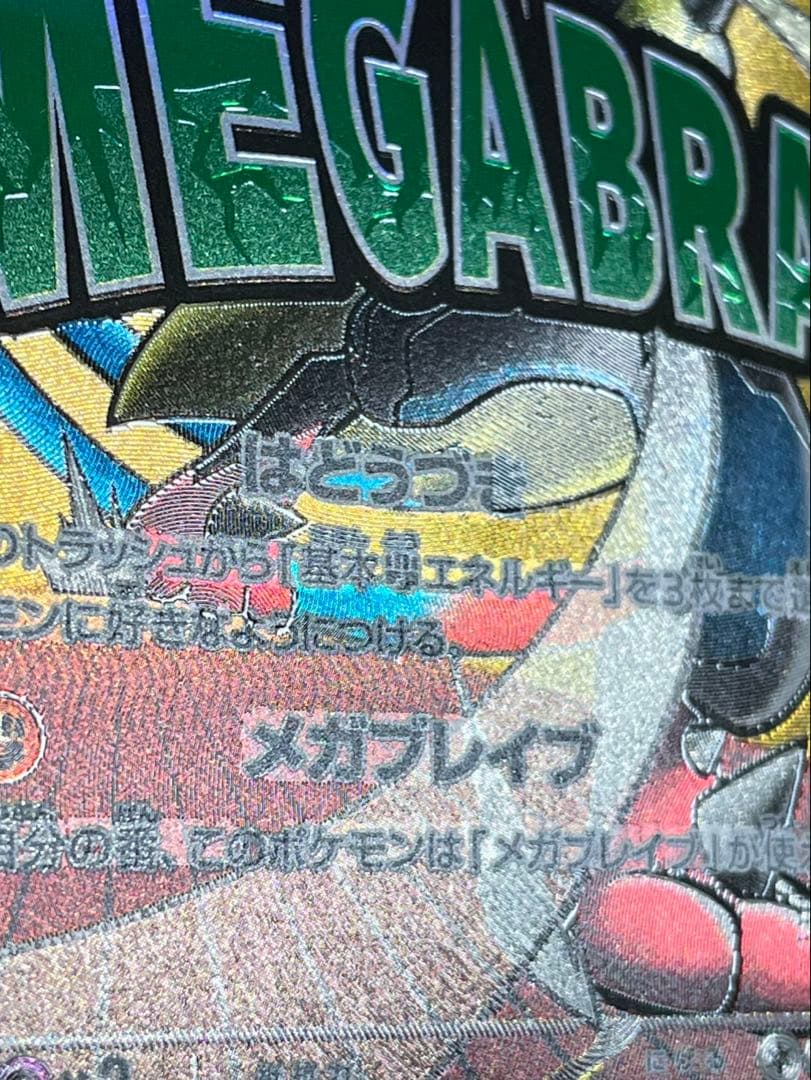 MEGABRA
はどうづき
のトラッシュから「基本闘エネルギー」を3枚まで
モンに好きなようにつける。
メガブレイブ
自分の番、このポケモンは「メガブレイブ」が使